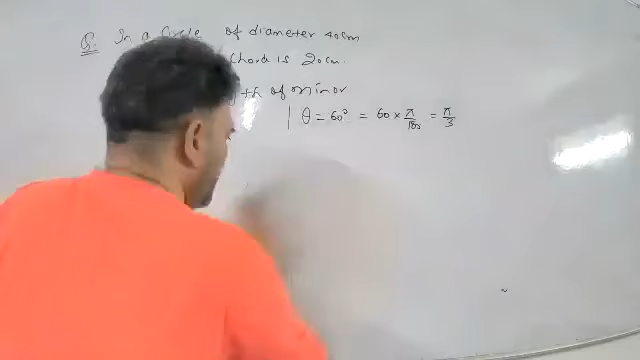 Q. In a Circle of diameter 40cm
Chord is 20cm.
of minor
θ = 60° = 60 × π/180 = π/3